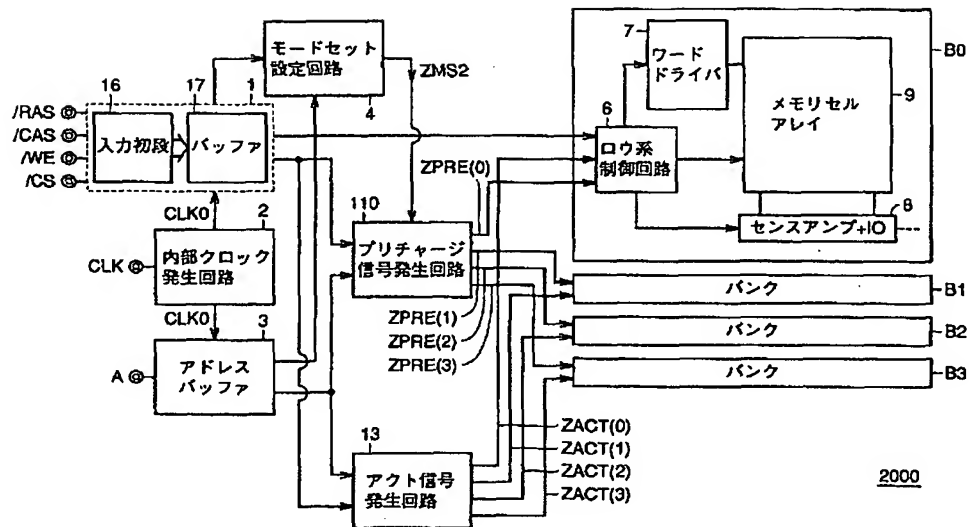 モードセット
設定回路
4
ZMS2
7
ワード
ドライバ
メモリセル
アレイ
9
B0
16
17
1
/RAS
/CAS
/WE
/CS
入力初段
バッファ
6
ロウ系
制御回路
8
センスアンプ+IO
CLK0
2
CLK
内部クロック
発生回路
CLK0
3
A
アドレス
バッファ
110
プリチャージ
信号発生回路
ZPRE(0)
ZPRE(1)
ZPRE(2)
ZPRE(3)
バンク
B1
バンク
B2
バンク
B3
13
アクト信号
発生回路
ZACT(0)
ZACT(1)
ZACT(2)
ZACT(3)
2000